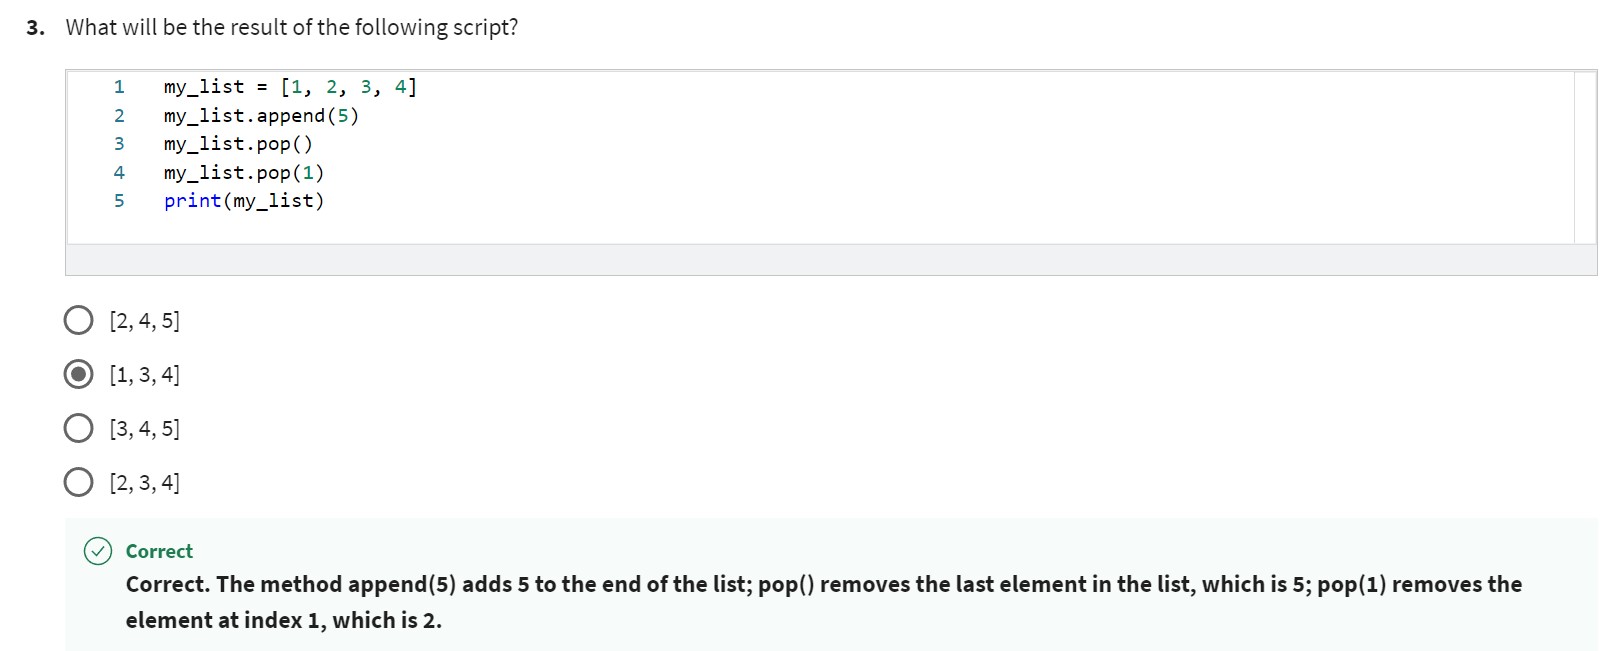 3. What will be the result of the following script?
1 my_list = [1, 2, 3, 4]
2 my_list.append(5)
3 my_list.pop()
4 my_list.pop(1)
5 print(my_list)
[2, 4, 5]
[1, 3, 4]
[3, 4, 5]
[2, 3, 4]
Correct
Correct. The method append(5) adds 5 to the end of the list; pop() removes the last element in the list, which is 5; pop(1) removes the
element at index 1, which is 2.